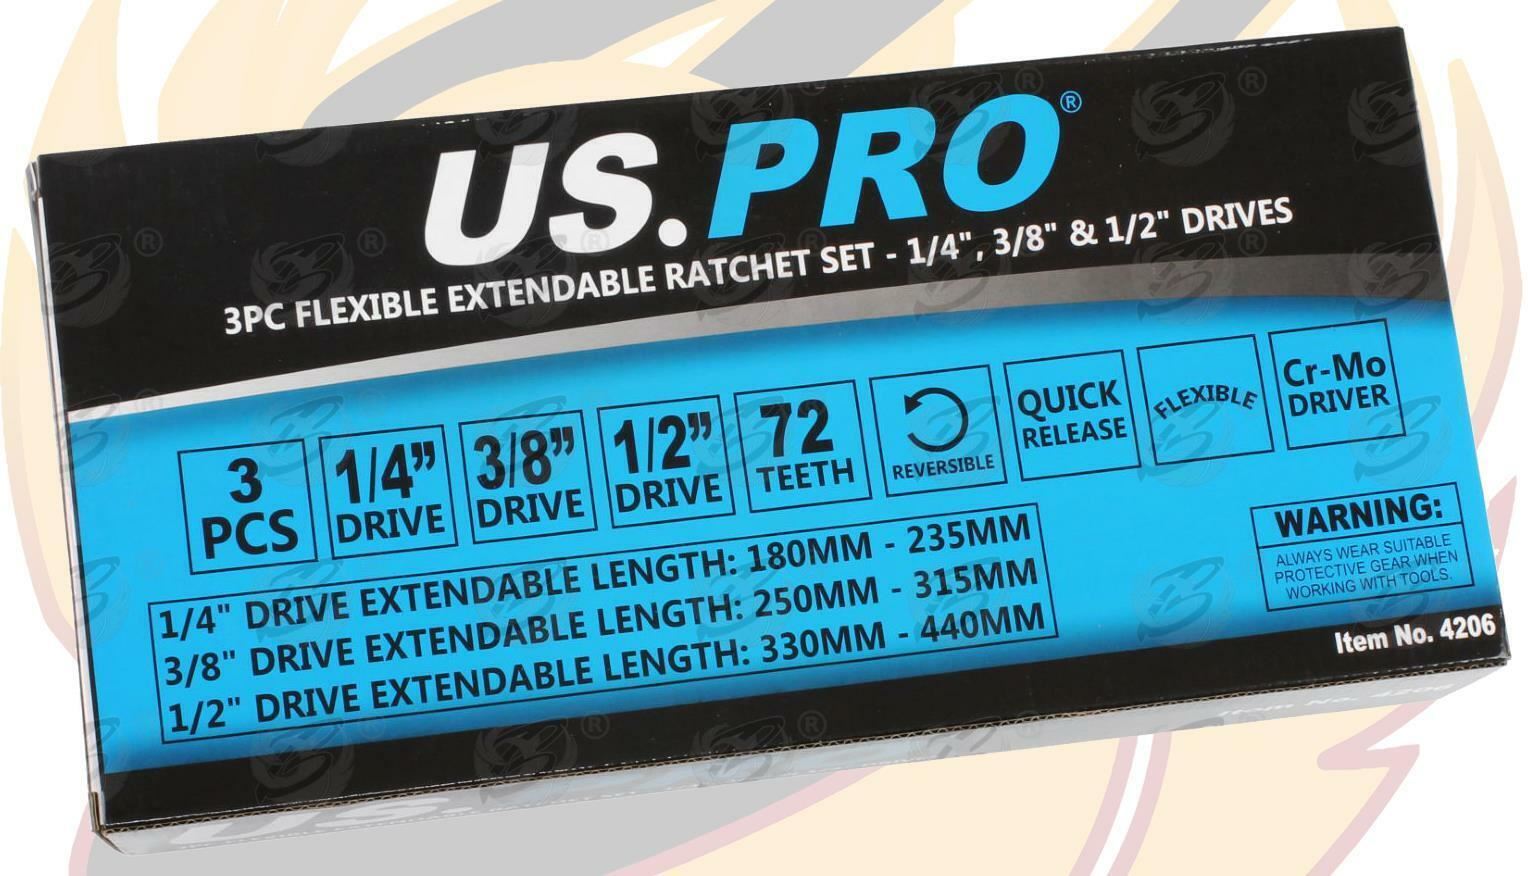 US.PRO®
3PC FLEXIBLE EXTENDABLE RATCHET SET - 1/4", 3/8" & 1/2" DRIVES
3
PCS
1/4”
DRIVE
3/8”
DRIVE
1/2”
DRIVE
72
TEETH
REVERSIBLE
QUICK
RELEASE
FLEXIBLE
Cr-Mo
DRIVER
1/4" DRIVE EXTENDABLE LENGTH: 180MM - 235MM
3/8" DRIVE EXTENDABLE LENGTH: 250MM - 315MM
1/2" DRIVE EXTENDABLE LENGTH: 330MM - 440MM
WARNING:
ALWAYS WEAR SUITABLE
PROTECTIVE GEAR WHEN
WORKING WITH TOOLS.
Item No. 4206